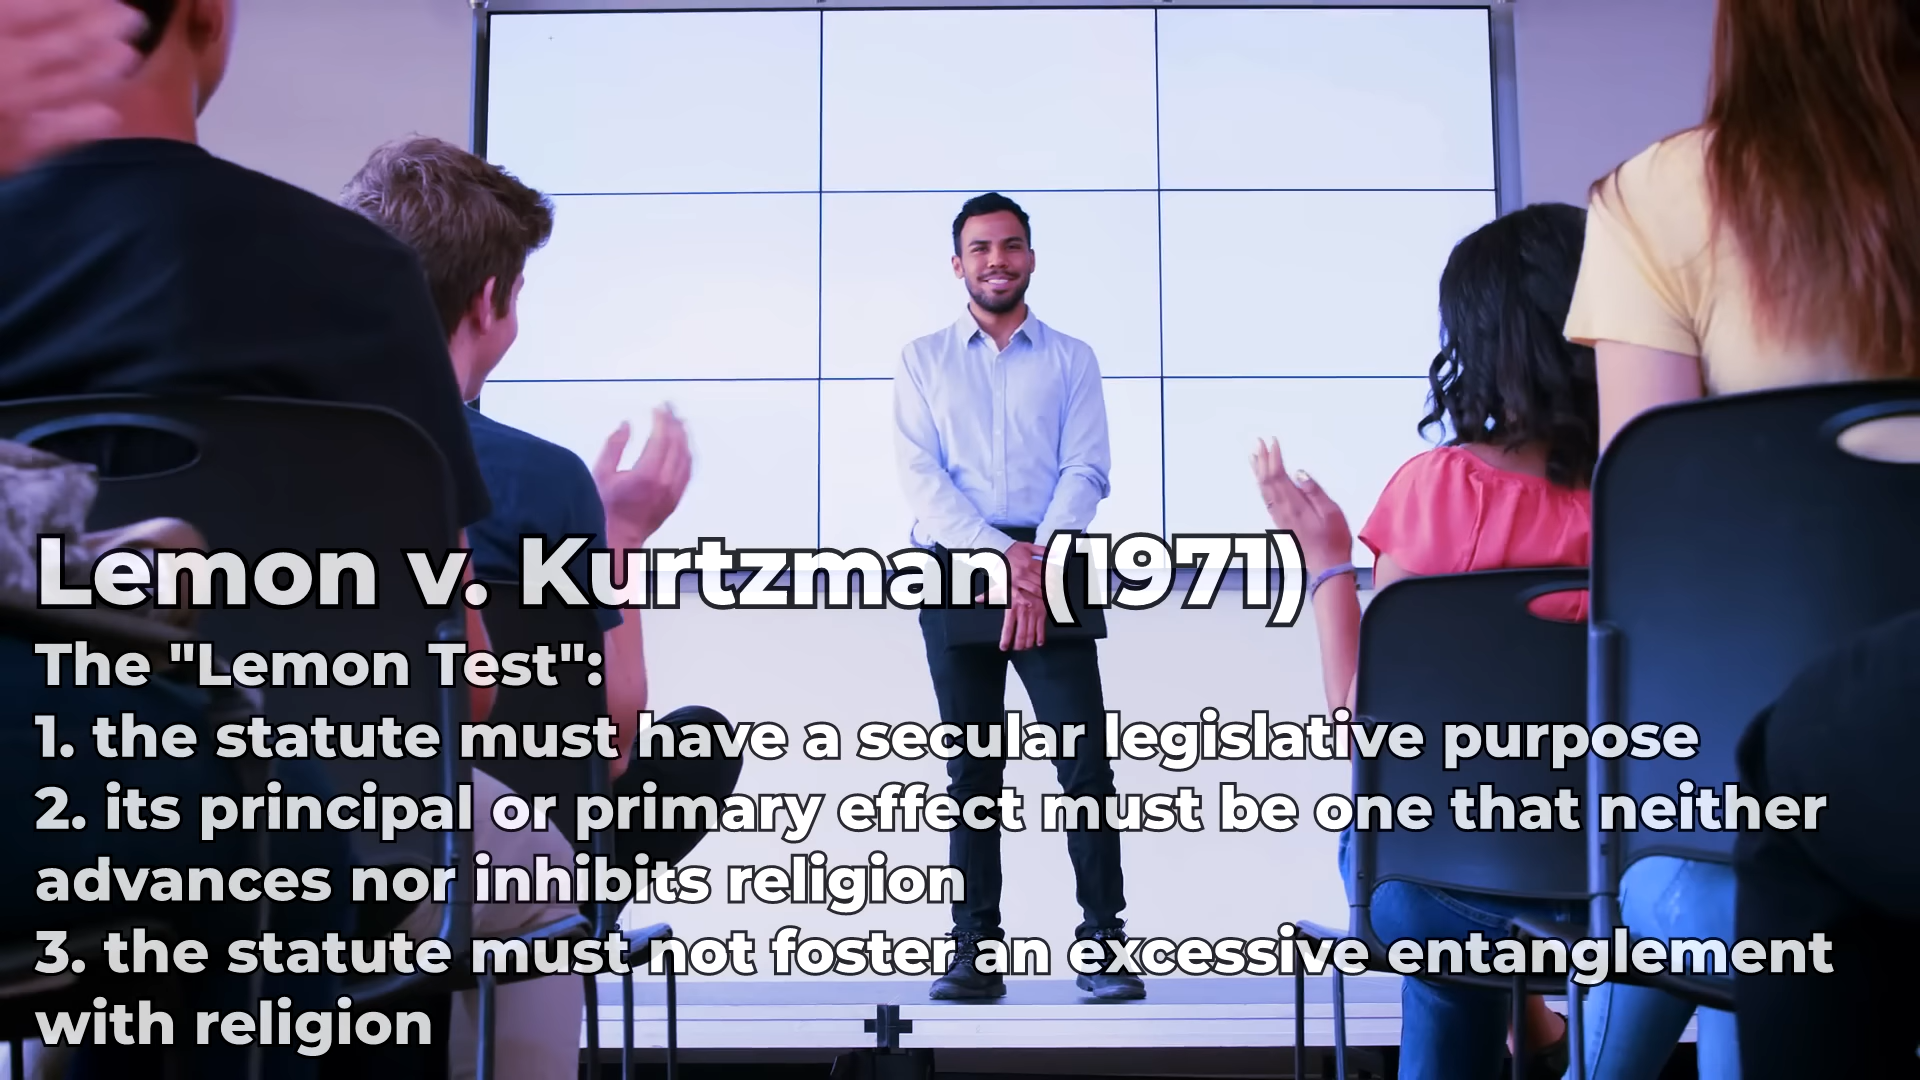 Lemon v. Kurtzman (1971)
The "Lemon Test":
1. the statute must have a secular legislative purpose
2. its principal or primary effect must be one that neither
advances nor inhibits religion
3. the statute must not foster an excessive entanglement
with religion